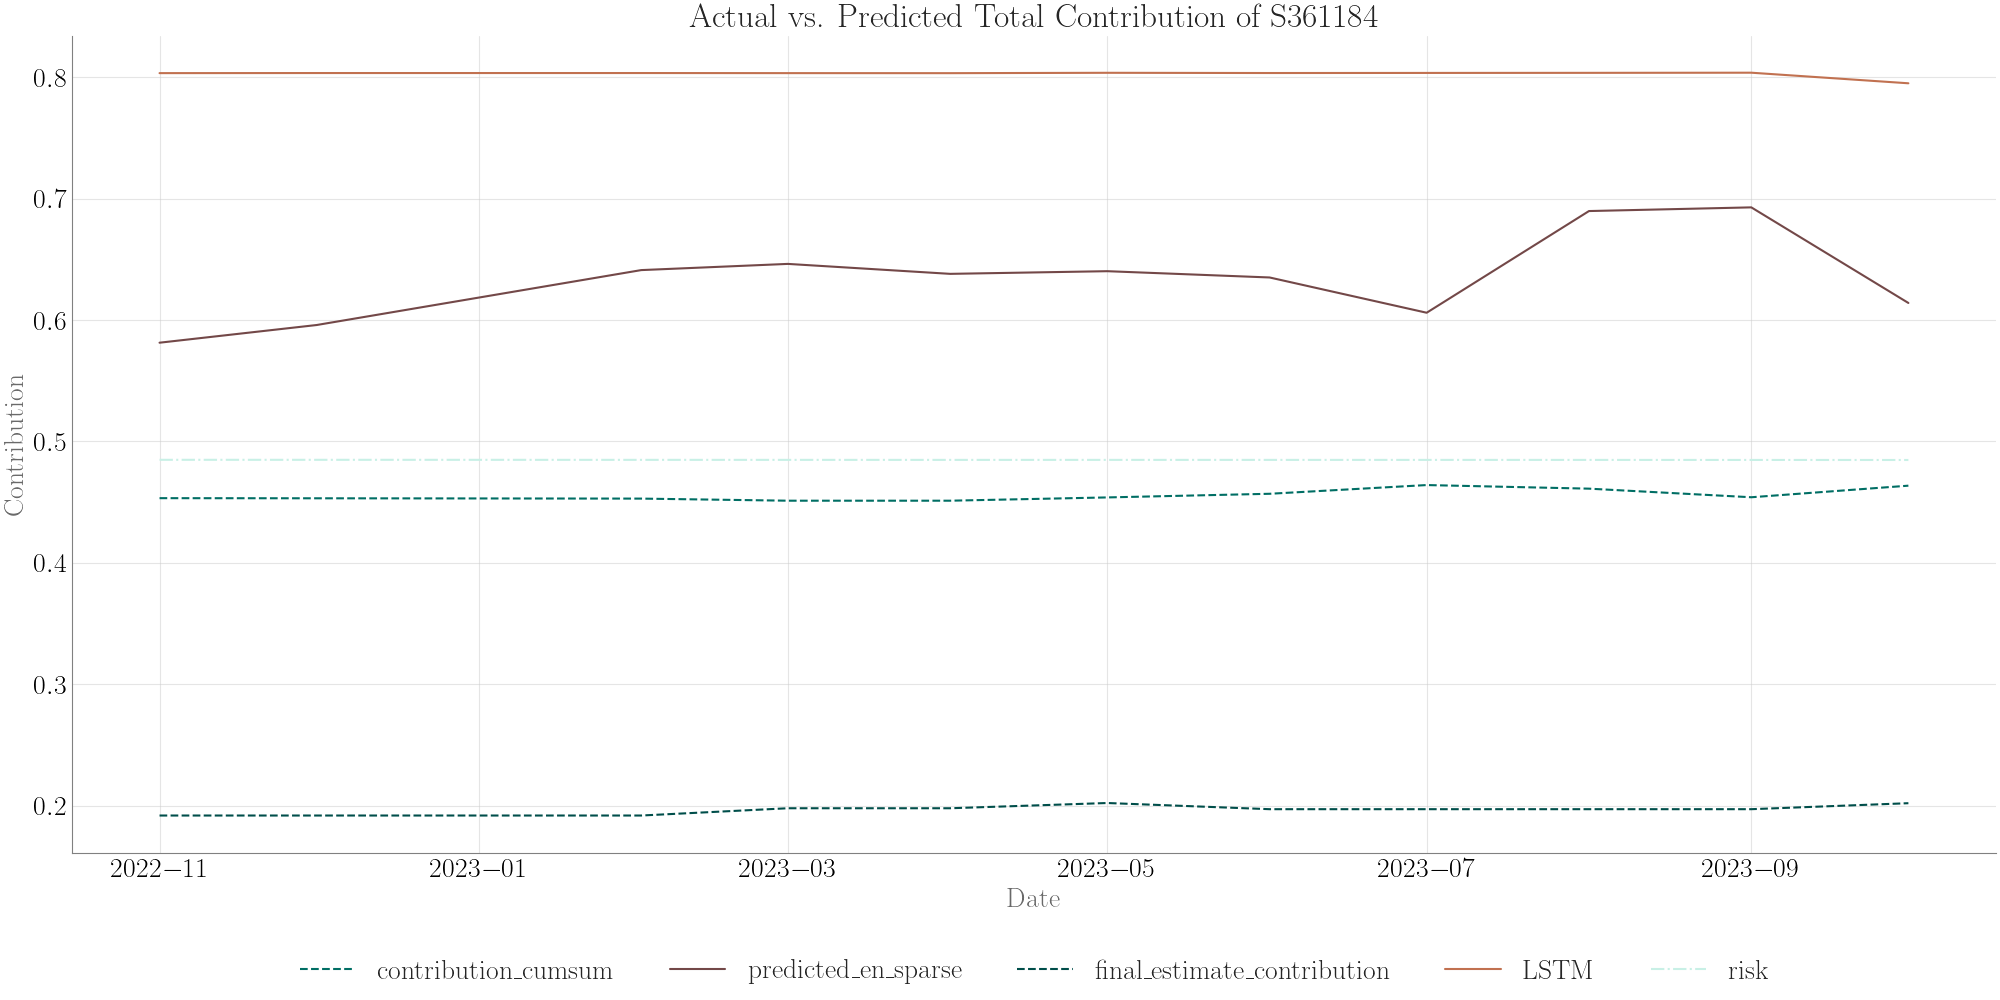 Actual vs. Predicted Total Contribution of S361184
Contribution
0.8
0.7
0.6
0.5
0.4
0.3
0.2
2022–11 2023–01 2023–03 2023–05 2023–07 2023–09
Date
contribution_cumsum predicted_en_sparse final_estimate_contribution LSTM risk